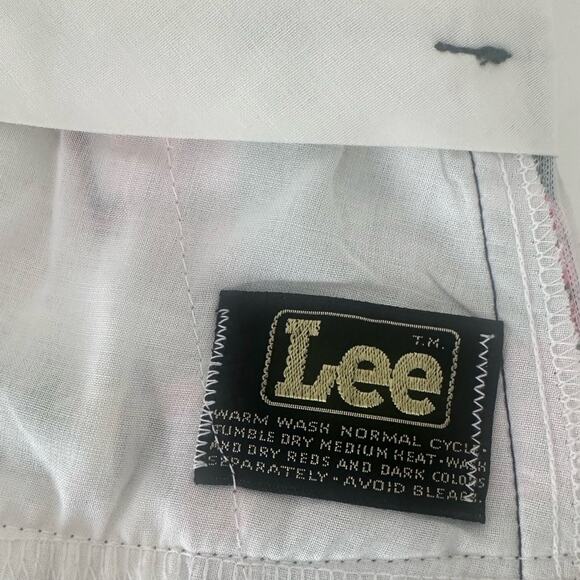 T.M.
Lee
WARM WASH NORMAL CYCLE.
TUMBLE DRY MEDIUM HEAT-WASH
AND DRY REDS AND DARK COLORS
SEPARATELY-AVOID BLEACH.